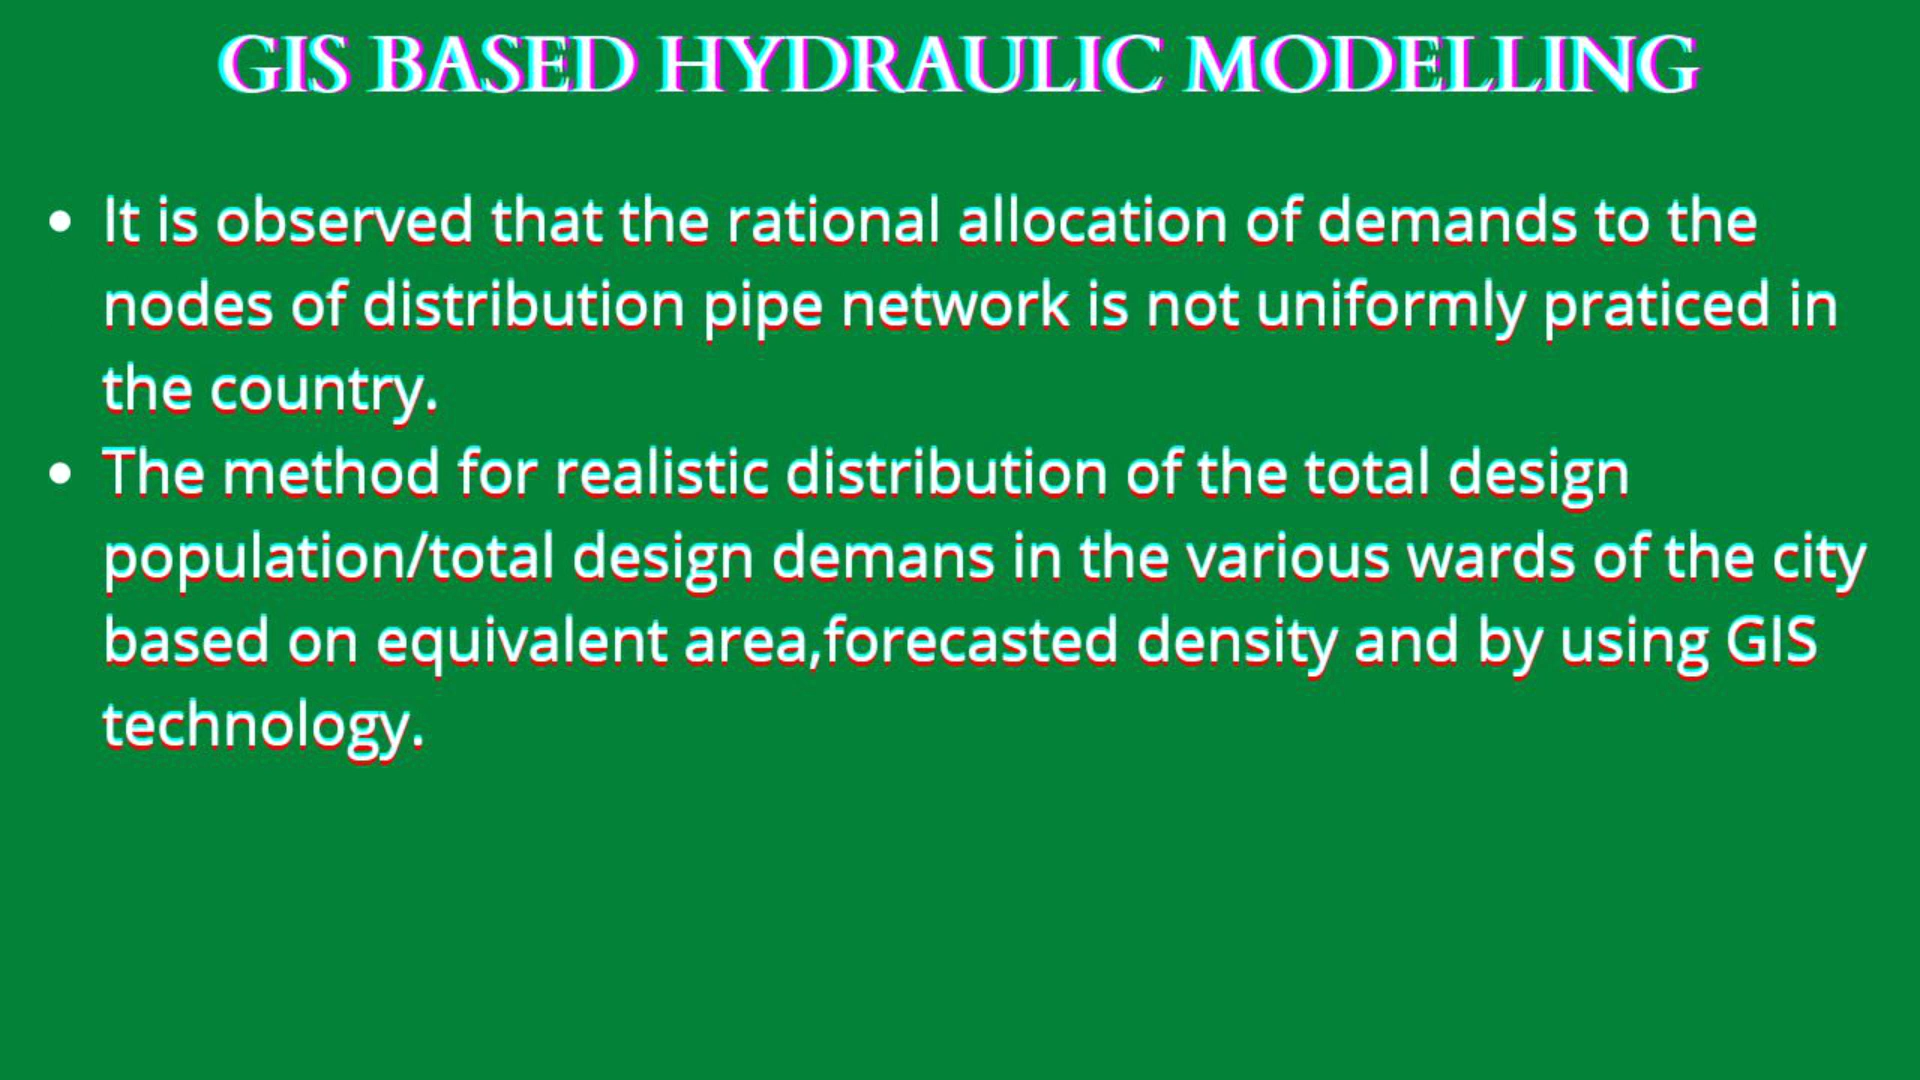 GIS BASED HYDRAULIC MODELLING
• It is observed that the rational allocation of demands to the
nodes of distribution pipe network is not uniformly praticed in
the country.
• The method for realistic distribution of the total design
population/total design demans in the various wards of the city
based on equivalent area,forecasted density and by using GIS
technology.